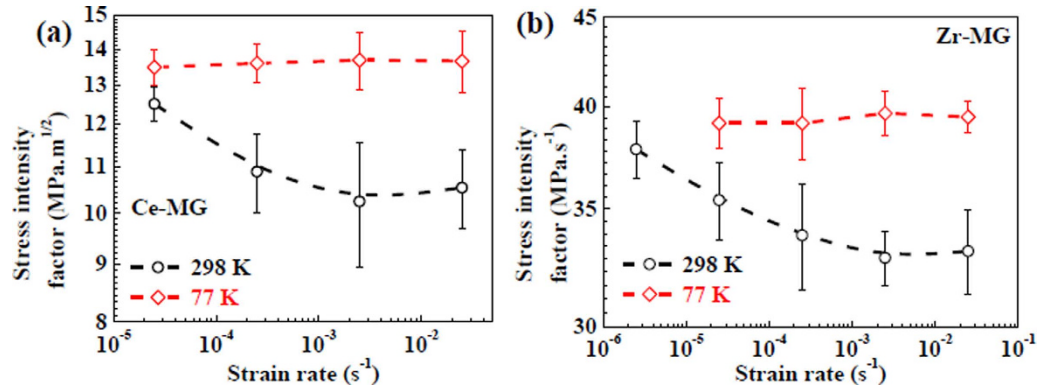 (a)
14
13
12
11
10
9
8
Stress intensity
factor (MPa.m^1/2)
Ce-MG
298 K
77 K
10^-5 10^-4 10^-3 10^-2
Strain rate (s^-1)
(b)
Zr-MG
45
40
35
30
Stress intensity
factor (MPa.s^-1)
298 K
77 K
10^-6 10^-5 10^-4 10^-3 10^-2 10^-1
Strain rate (s^-1)